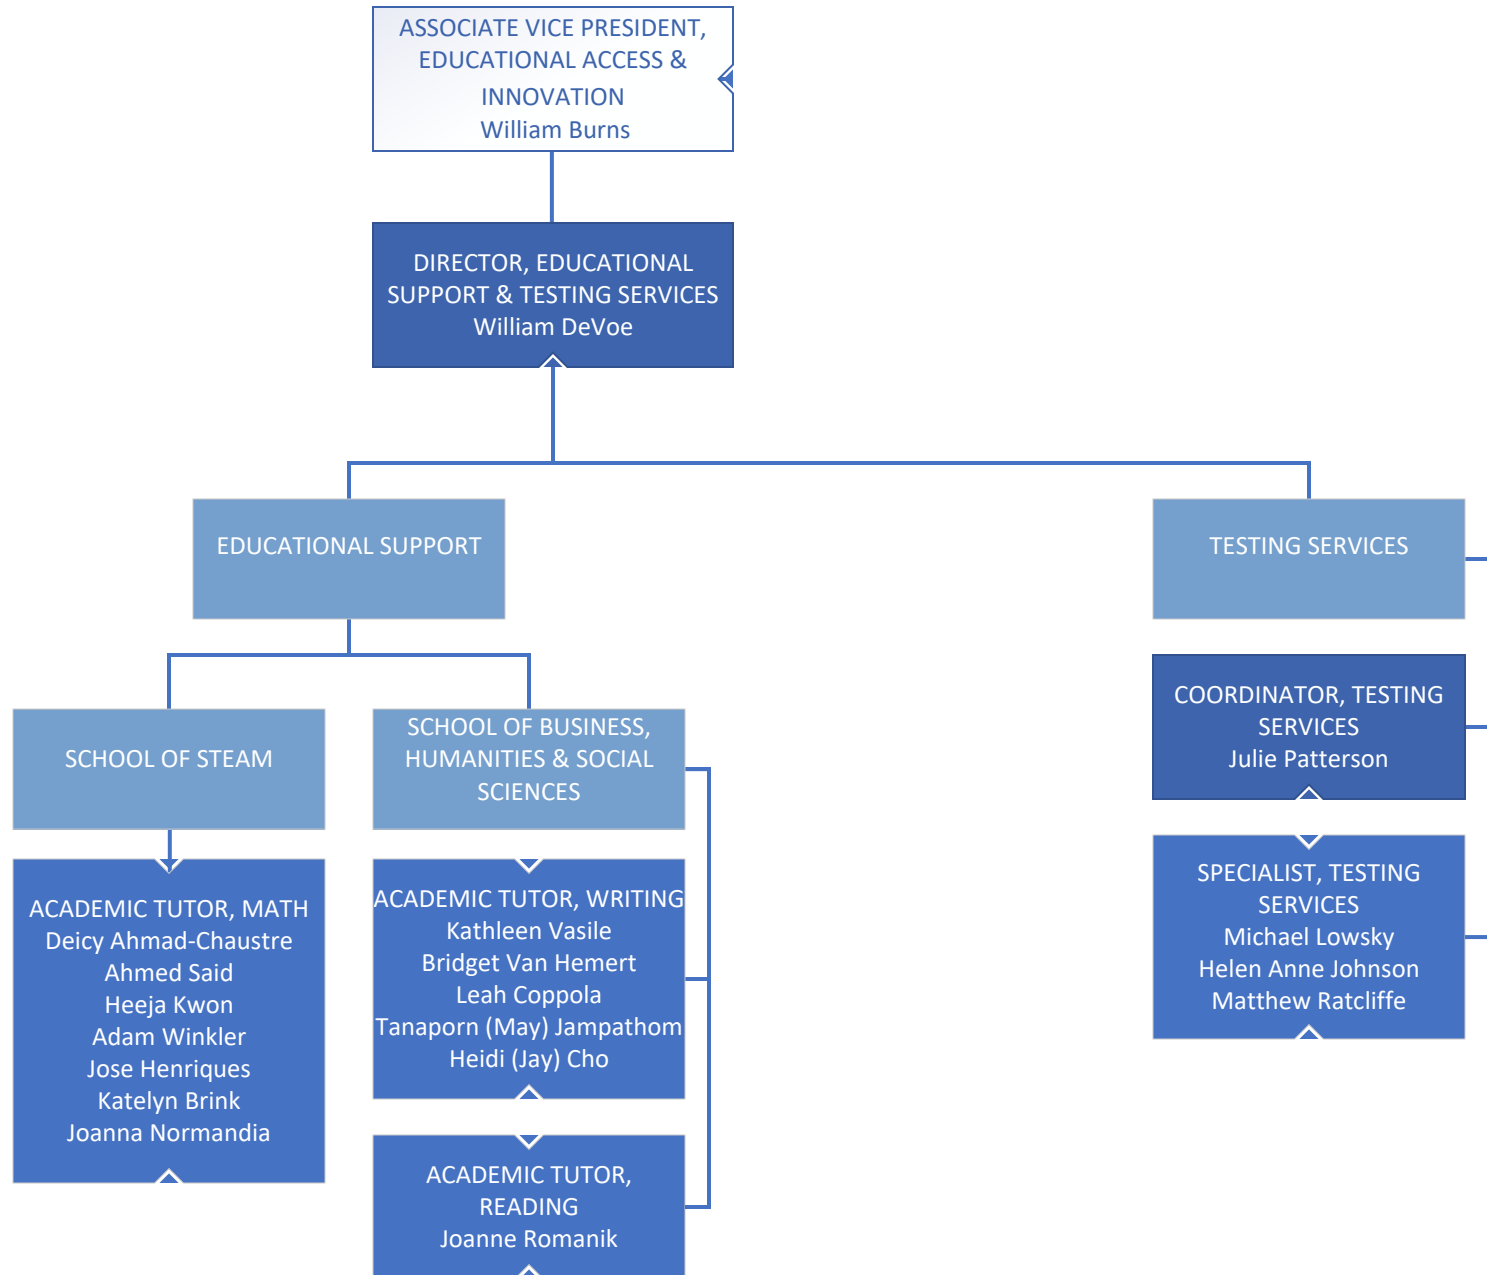 ASSOCIATE VICE PRESIDENT,
EDUCATIONAL ACCESS &
INNOVATION
William Burns
DIRECTOR, EDUCATIONAL
SUPPORT & TESTING SERVICES
William DeVoe
EDUCATIONAL SUPPORT
TESTING SERVICES
SCHOOL OF STEAM
SCHOOL OF BUSINESS,
HUMANITIES & SOCIAL
SCIENCES
COORDINATOR, TESTING
SERVICES
Julie Patterson
ACADEMIC TUTOR, MATH
Deicy Ahmad-Chaustre
Ahmed Said
Heeja Kwon
Adam Winkler
Jose Henriques
Katelyn Brink
Joanna Normandia
ACADEMIC TUTOR, WRITING
Kathleen Vasile
Bridget Van Hemert
Leah Coppola
Tanaporn (May) Jampathom
Heidi (Jay) Cho
SPECIALIST, TESTING
SERVICES
Michael Lowsky
Helen Anne Johnson
Matthew Ratcliffe
ACADEMIC TUTOR,
READING
Joanne Romanik